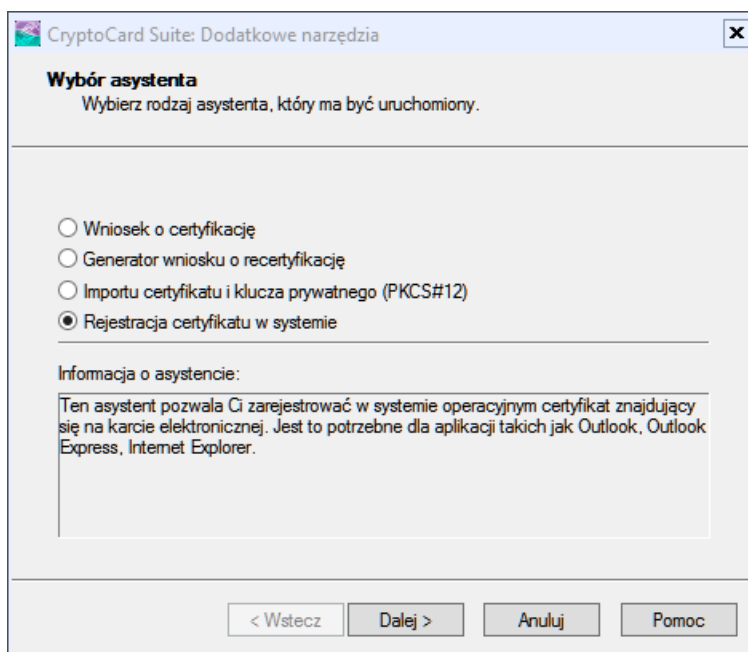 CryptoCard Suite: Dodatkowe narzędzia
Wybór asystenta
Wybierz rodzaj asystenta, który ma być uruchomiony.
Wniosek o certyfikację
Generator wniosku o recertyfikację
Importu certyfikatu i klucza prywatnego (PKCS#12)
Rejestracja certyfikatu w systemie
Informacja o asystencie:
Ten asystent pozwala Ci zarejestrować w systemie operacyjnym certyfikat znajdujący
się na karcie elektronicznej. Jest to potrzebne dla aplikacji takich jak Outlook, Outlook
Express, Internet Explorer.
< Wstecz Dalej > Anuluj Pomoc